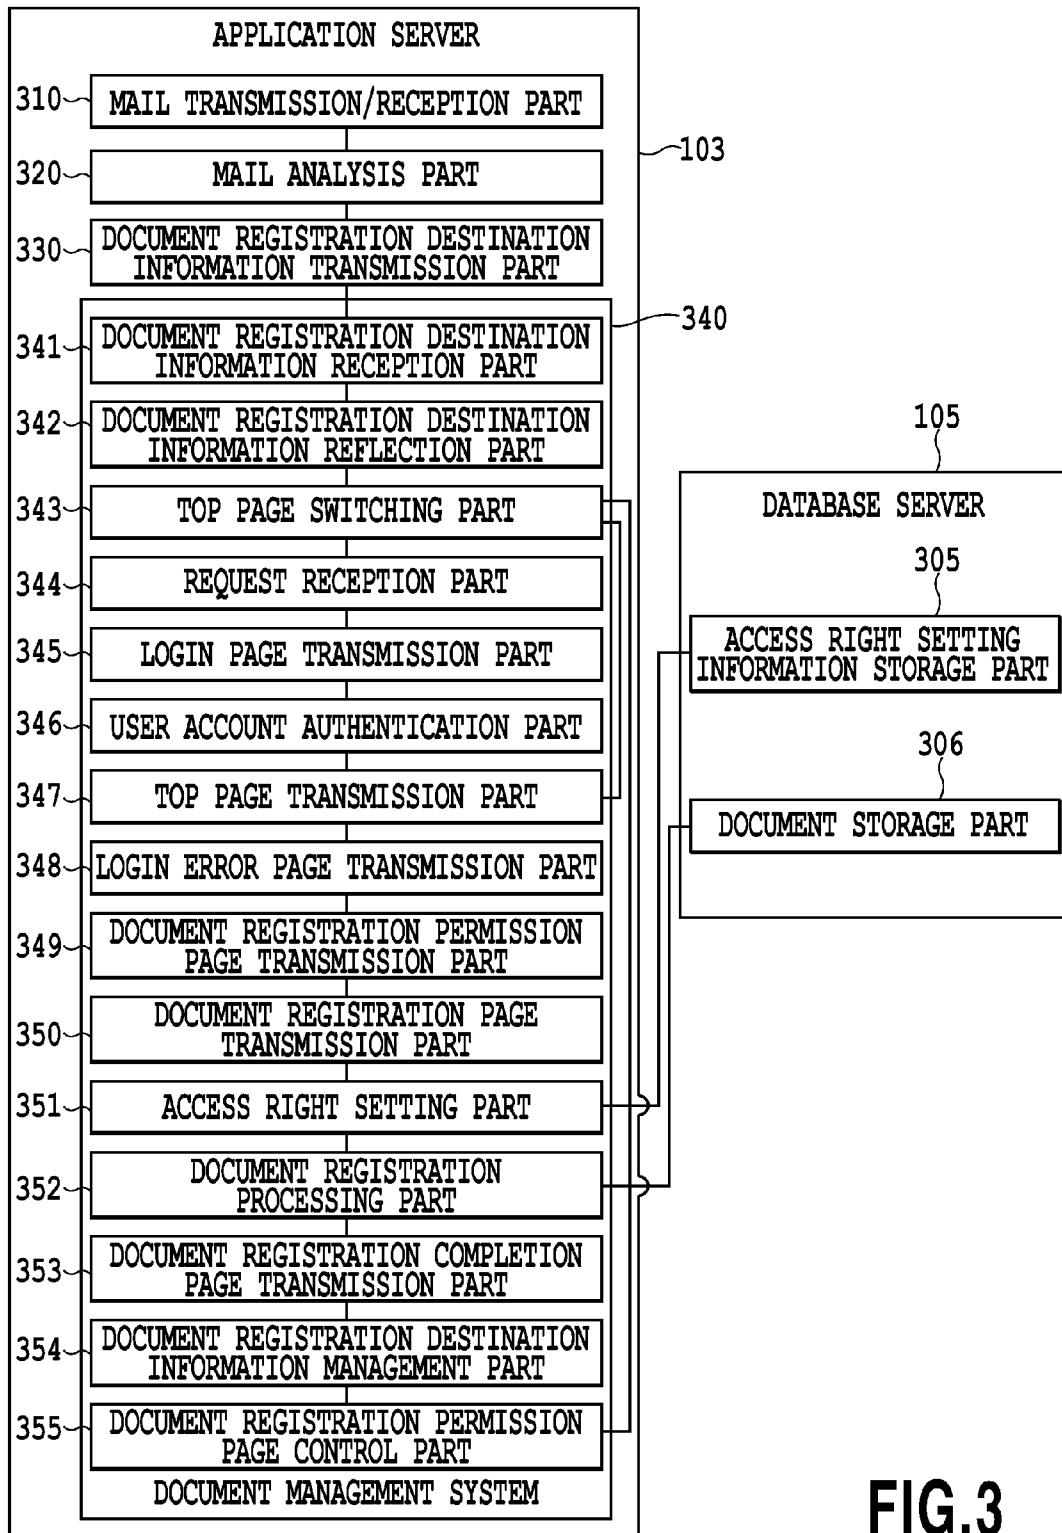 APPLICATION SERVER
310
MAIL TRANSMISSION/RECEPTION PART
103
320
MAIL ANALYSIS PART
330
DOCUMENT REGISTRATION DESTINATION
INFORMATION TRANSMISSION PART
340
341
DOCUMENT REGISTRATION DESTINATION
INFORMATION RECEPTION PART
342
DOCUMENT REGISTRATION DESTINATION
INFORMATION REFLECTION PART
343
TOP PAGE SWITCHING PART
344
REQUEST RECEPTION PART
345
LOGIN PAGE TRANSMISSION PART
346
USER ACCOUNT AUTHENTICATION PART
347
TOP PAGE TRANSMISSION PART
348
LOGIN ERROR PAGE TRANSMISSION PART
349
DOCUMENT REGISTRATION PERMISSION
PAGE TRANSMISSION PART
350
DOCUMENT REGISTRATION PAGE
TRANSMISSION PART
351
ACCESS RIGHT SETTING PART
352
DOCUMENT REGISTRATION
PROCESSING PART
353
DOCUMENT REGISTRATION COMPLETION
PAGE TRANSMISSION PART
354
DOCUMENT REGISTRATION DESTINATION
INFORMATION MANAGEMENT PART
355
DOCUMENT REGISTRATION PERMISSION
PAGE CONTROL PART
DOCUMENT MANAGEMENT SYSTEM
105
DATABASE SERVER
305
ACCESS RIGHT SETTING
INFORMATION STORAGE PART
306
DOCUMENT STORAGE PART
FIG.3